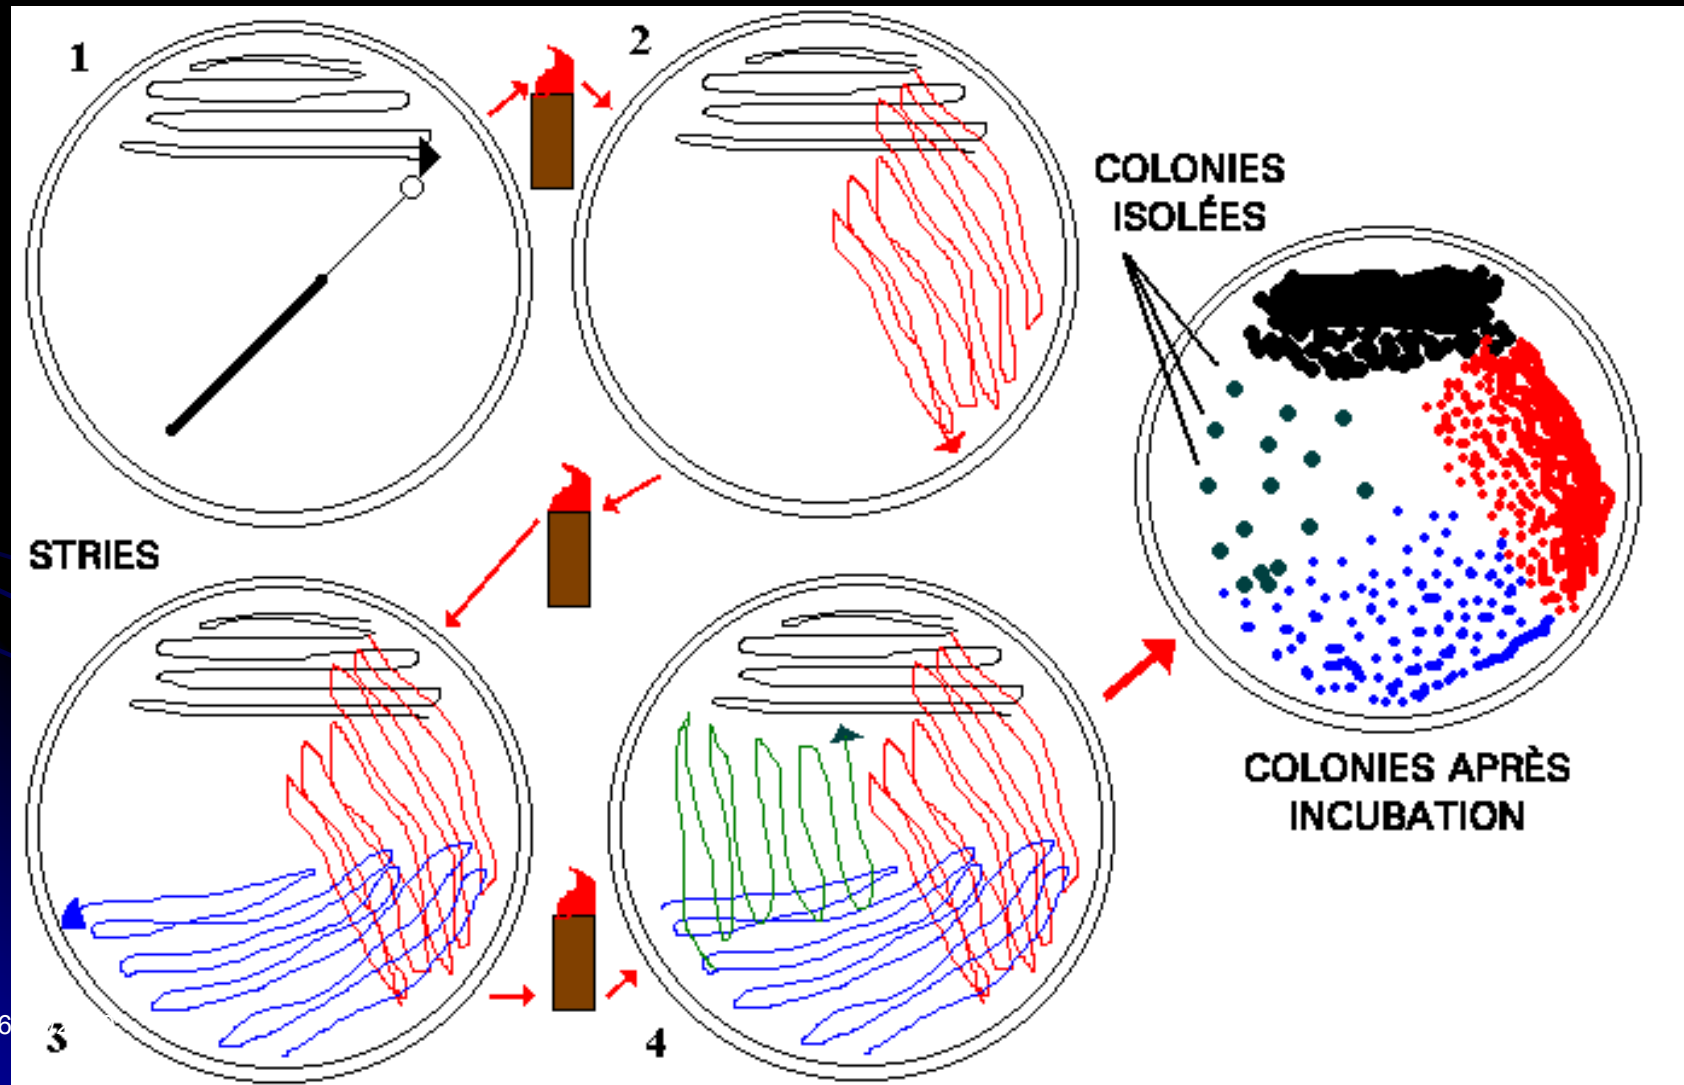 1
2
COLONIES
ISOLÉES
STRIES
COLONIES APRÈS
INCUBATION
3
4